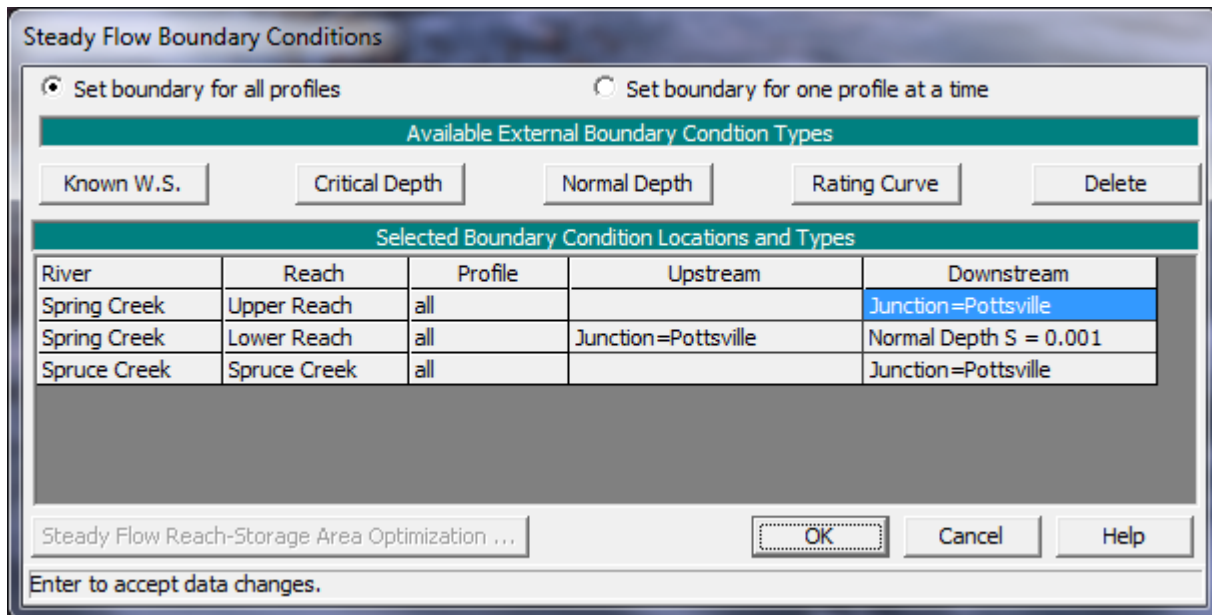 Steady Flow Boundary Conditions
Set boundary for all profiles Set boundary for one profile at a time
Available External Boundary Condtion Types
Known W.S. Critical Depth Normal Depth Rating Curve Delete
Selected Boundary Condition Locations and Types
River Reach Profile Upstream Downstream
Spring Creek Upper Reach all Junction=Pottsville
Spring Creek Lower Reach all Junction=Pottsville Normal Depth S = 0.001
Spruce Creek Spruce Creek all Junction=Pottsville
Steady Flow Reach-Storage Area Optimization ... OK Cancel Help
Enter to accept data changes.